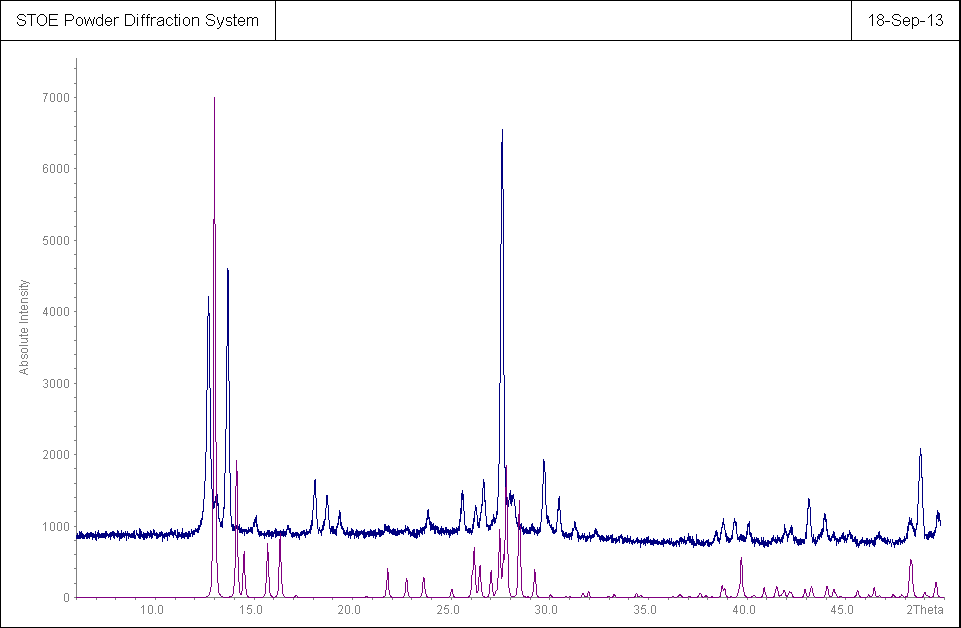 STOE Powder Diffraction System
18-Sep-13
Absolute Intensity
7000
6000
5000
4000
3000
2000
1000
0
10.0 15.0 20.0 25.0 30.0 35.0 40.0 45.0 2Theta